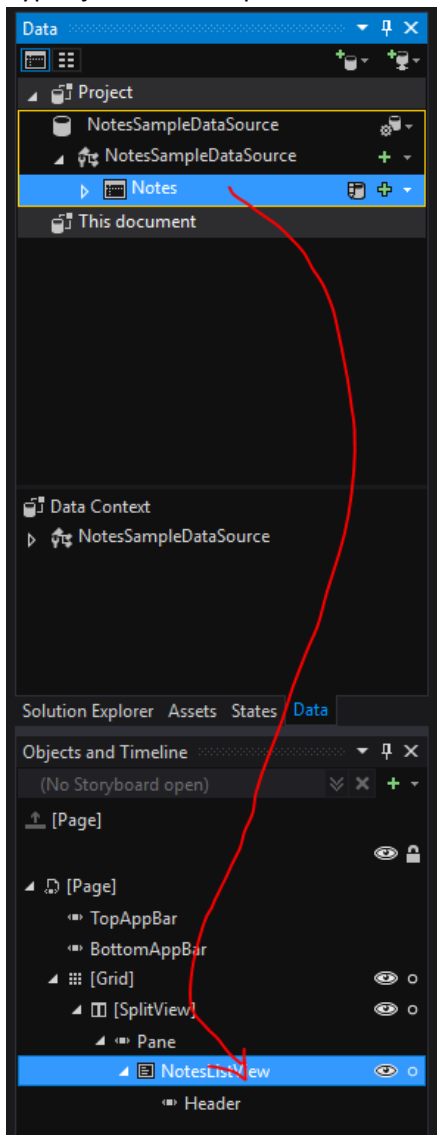 Data
Project
NotesSampleDataSource
NotesSampleDataSource
Notes
This document
Data Context
NotesSampleDataSource
Solution Explorer Assets States Data
Objects and Timeline
(No Storyboard open)
[Page]
[Page]
TopAppBar
BottomAppBar
[Grid]
[SplitView]
Pane
NotesListView
Header